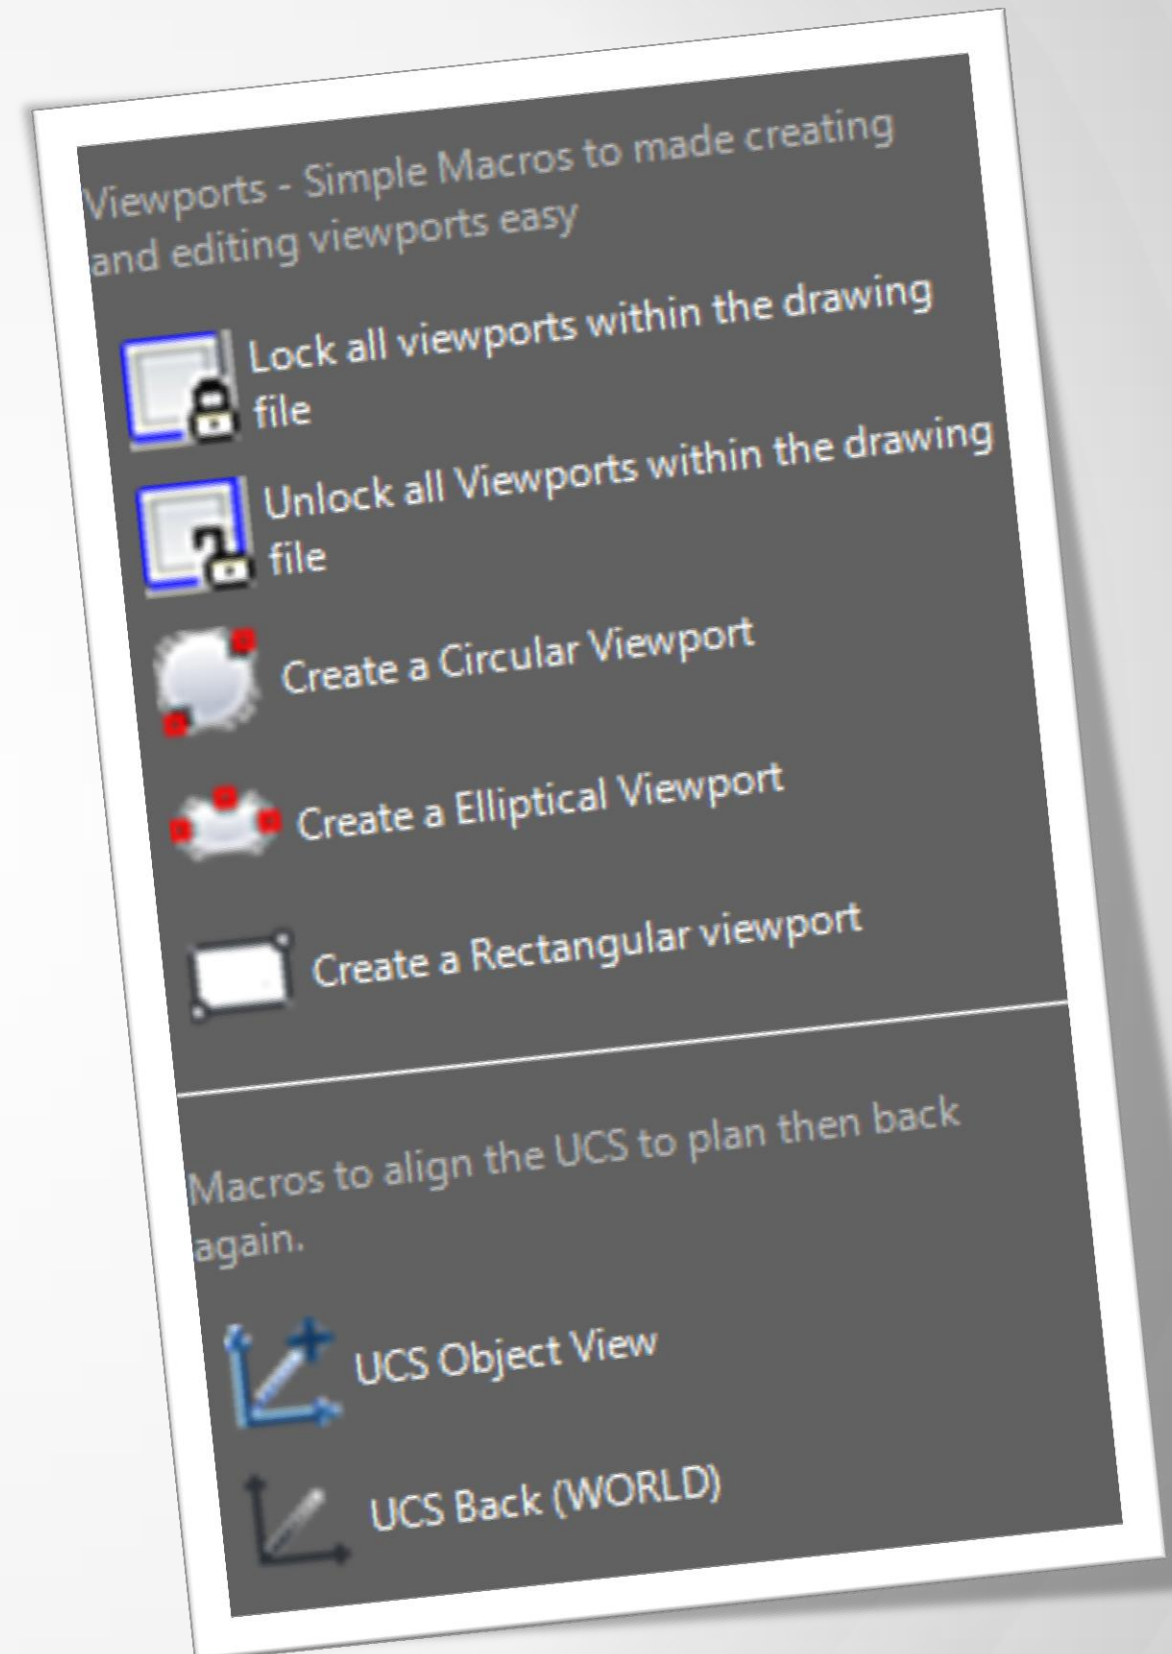 Viewports - Simple Macros to made creating
and editing viewports easy
Lock all viewports within the drawing
file
Unlock all Viewports within the drawing
file
Create a Circular Viewport
Create a Elliptical Viewport
Create a Rectangular viewport
Macros to align the UCS to plan then back
again.
UCS Object View
UCS Back (WORLD)